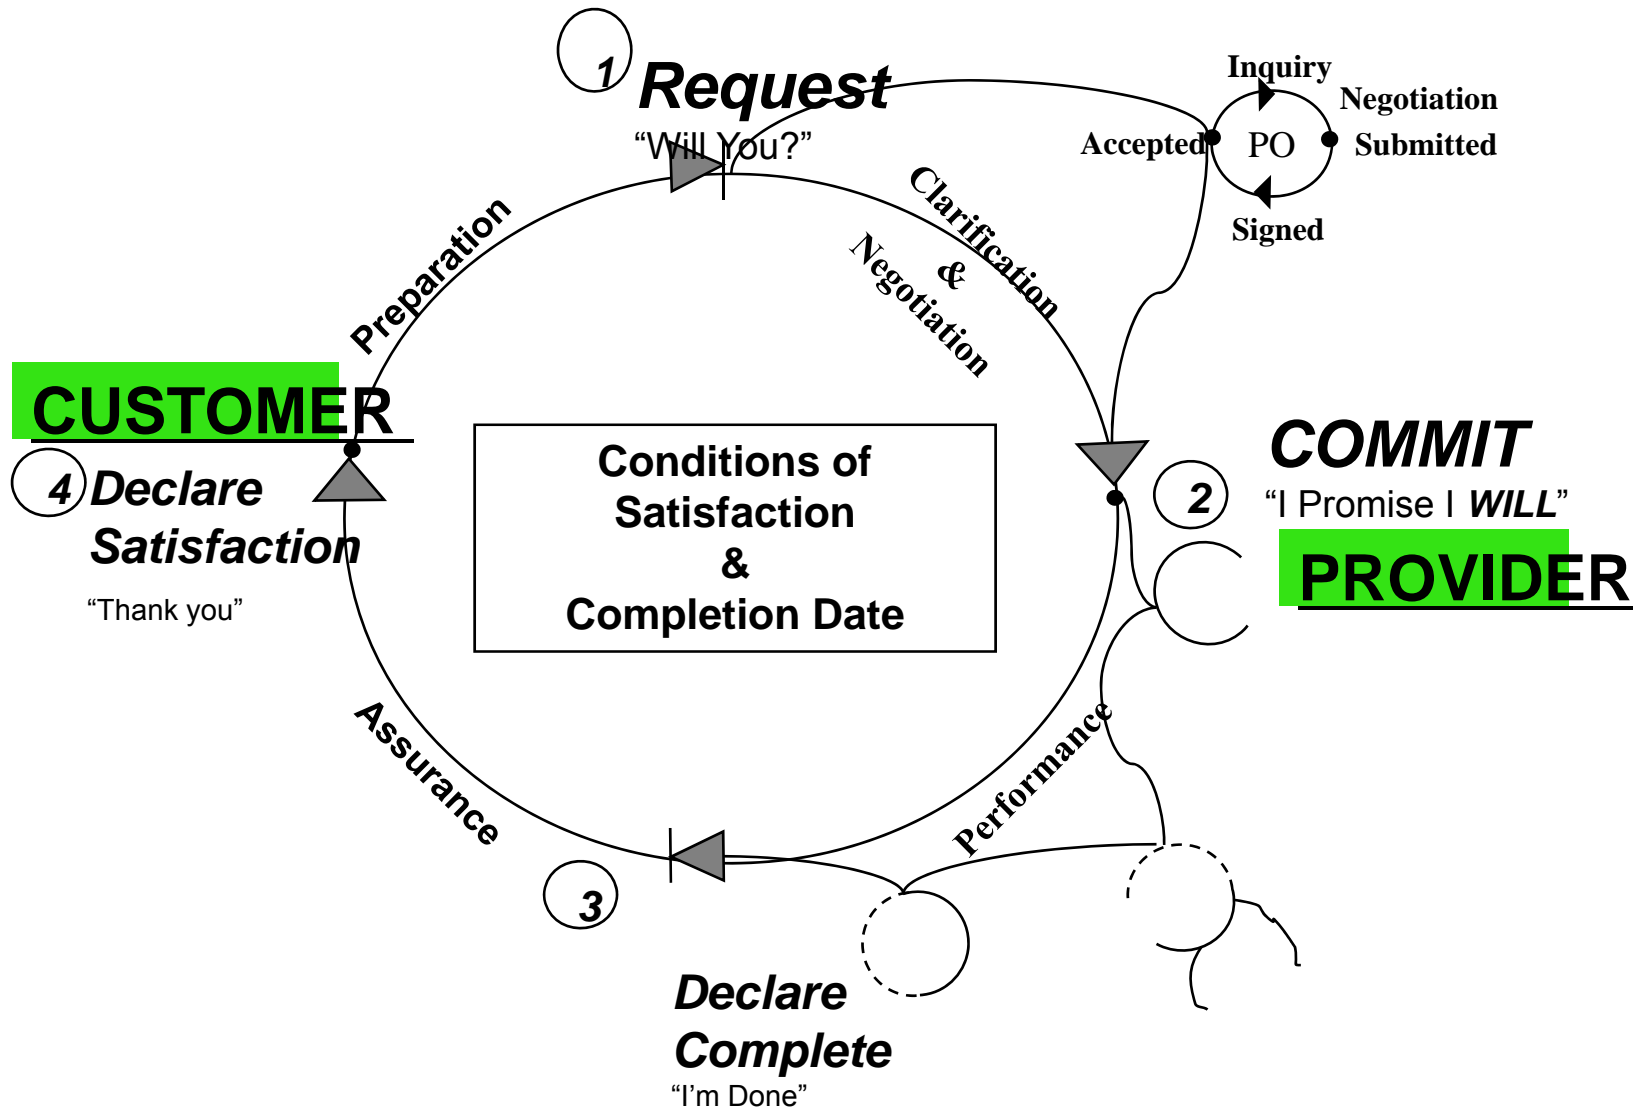 1
Request
“Will You?”
Inquiry
Negotiation
Accepted
PO
Submitted
Signed
Preparation
Clarification
&
Negotiation
CUSTOMER
4
Declare
Satisfaction
“Thank you”
Conditions of
Satisfaction
&
Completion Date
2
COMMIT
“I Promise I WILL”
PROVIDER
Assurance
Performance
3
Declare
Complete
“I’m Done”